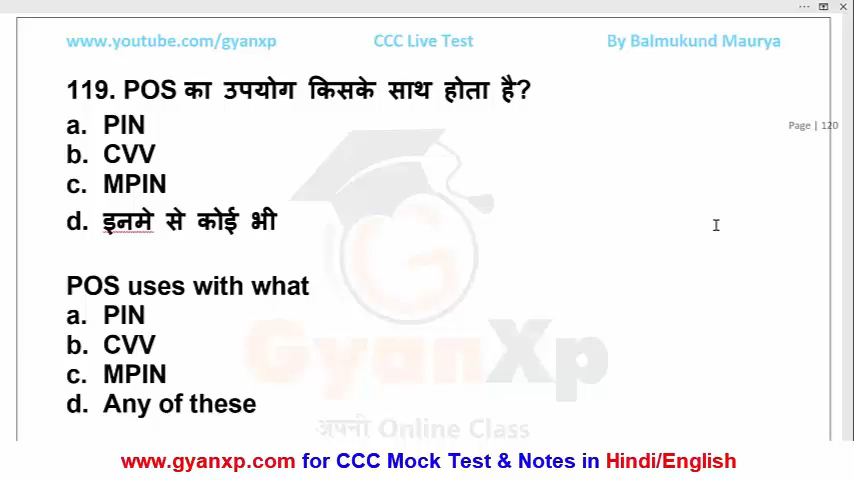 www.youtube.com/gyanxp CCC Live Test By Balmukund Maurya
119. POS का उपयोग किसके साथ होता है?
Page | 120
a. PIN
b. CVV
c. MPIN
d. इनमे से कोई भी
POS uses with what
a. PIN
b. CVV
c. MPIN
d. Any of these
GyanXp
अपनी Online Class
www.gyanxp.com for CCC Mock Test & Notes in Hindi/English